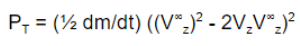 P_T = (½ dm/dt) ((V^∞_z)² - 2V_zV^∞_z)²